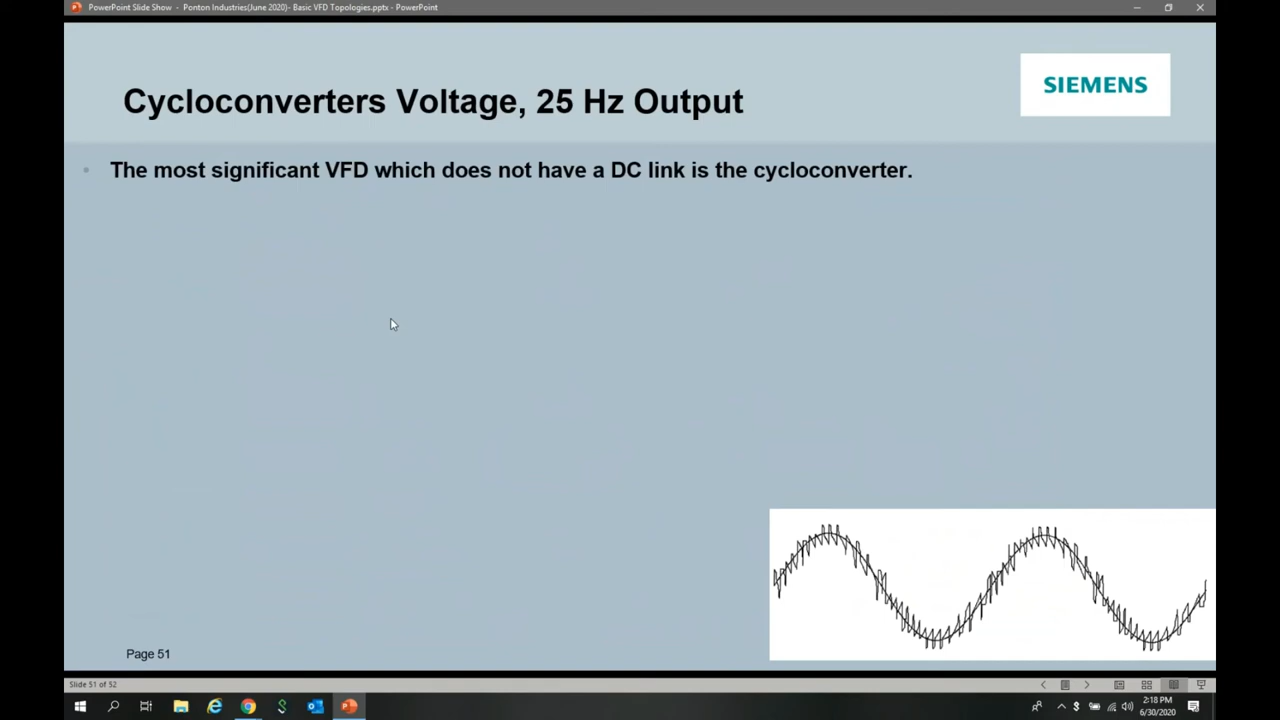 PowerPoint Slide Show - Ponton Industries(June 2020)- Basic VFD Topologies.pptx - PowerPoint
Cycloconverters Voltage, 25 Hz Output
SIEMENS
• The most significant VFD which does not have a DC link is the cycloconverter.
Page 51
Slide 51 of 52
2:18 PM
6/30/2020